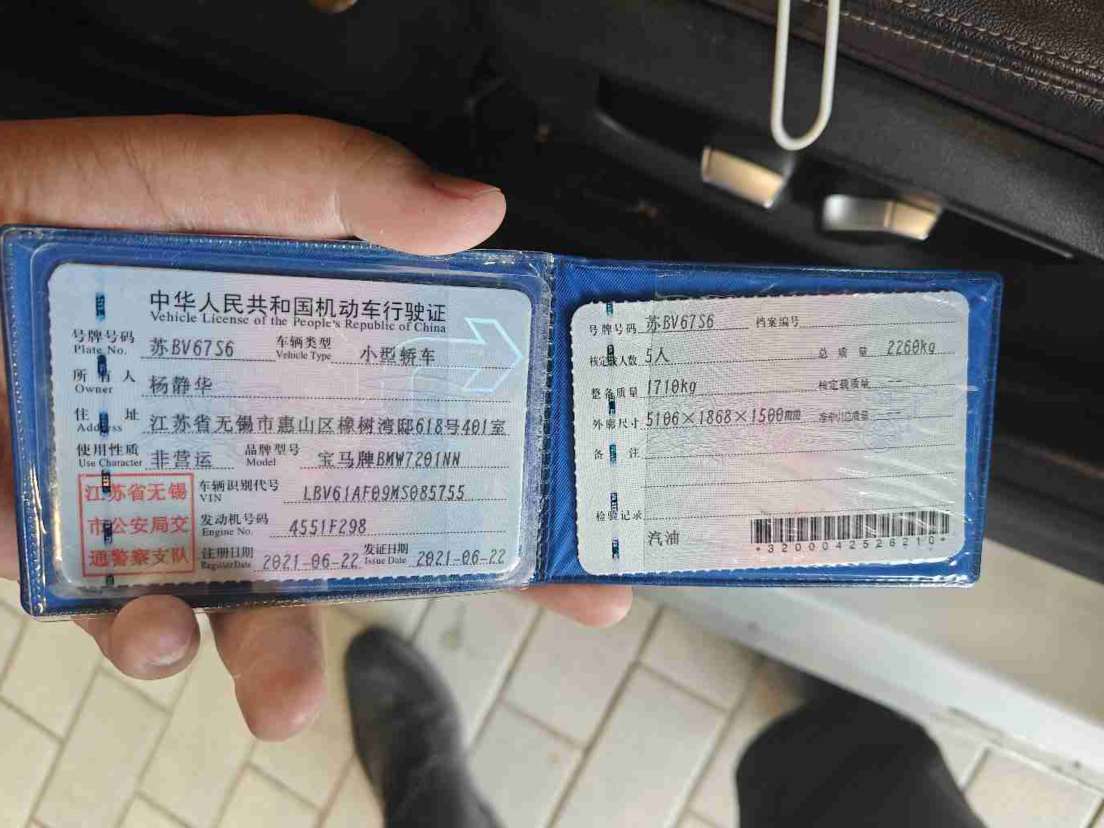 中华人民共和国机动车行驶证
Vehicle License of the People's Republic of China
号牌号码 苏BV67S6 车辆类型 小型轿车
Plate No. Vehicle Type
所有人 杨静华
Owner
住址 江苏省无锡市惠山区橡树湾邸618号401室
Address
使用性质 非营运 品牌型号 宝马牌BMW7201NN
Use Character Model
江苏省无锡
市公安局交
通警察支队
车辆识别代号 LBV61AF09MS085755
VIN
发动机号码 4551F298
Engine No.
注册日期 2021-06-22 发证日期 2021-06-22
Register Date Issue Date
号牌号码 苏BV67S6 档案编号
核定载人数 5人 总质量 2260kg
整备质量 1710kg 核定载质量 --
外廓尺寸 5106×1868×1500mm 准牵引总质量 --
备注
检验记录
汽油
*3200042526210*